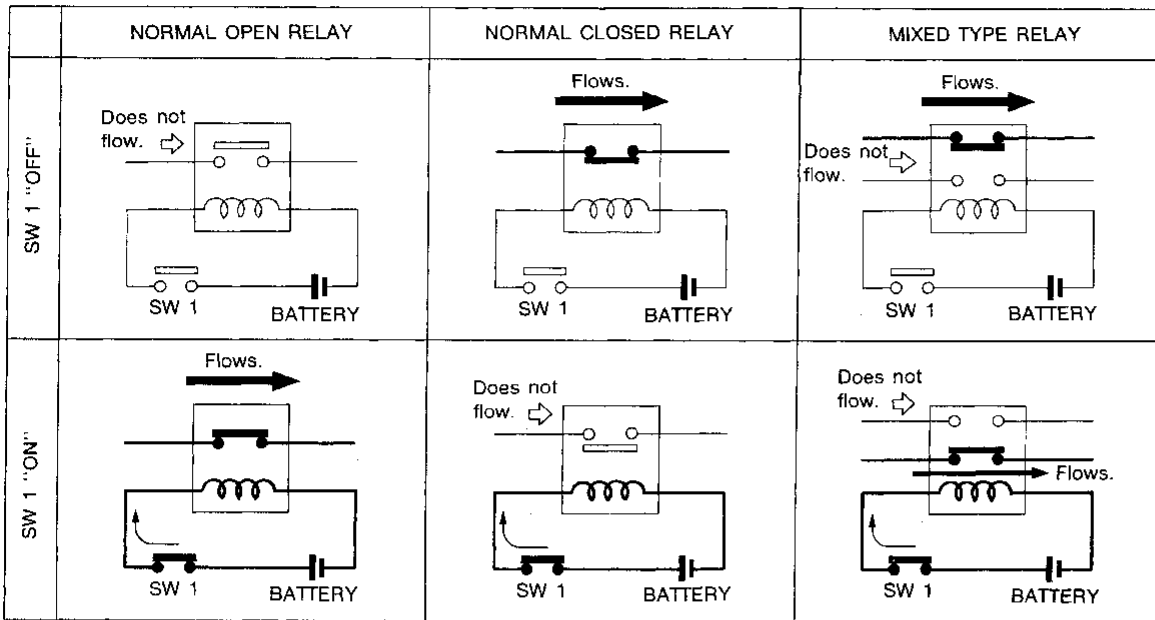 NORMAL OPEN RELAY
NORMAL CLOSED RELAY
MIXED TYPE RELAY
SW 1 "OFF"
Does not
flow.
SW 1
BATTERY
Flows.
SW 1
BATTERY
Flows.
Does not
flow.
SW 1
BATTERY
SW 1 "ON"
Flows.
SW 1
BATTERY
Does not
flow.
SW 1
BATTERY
Does not
flow.
Flows.
SW 1
BATTERY